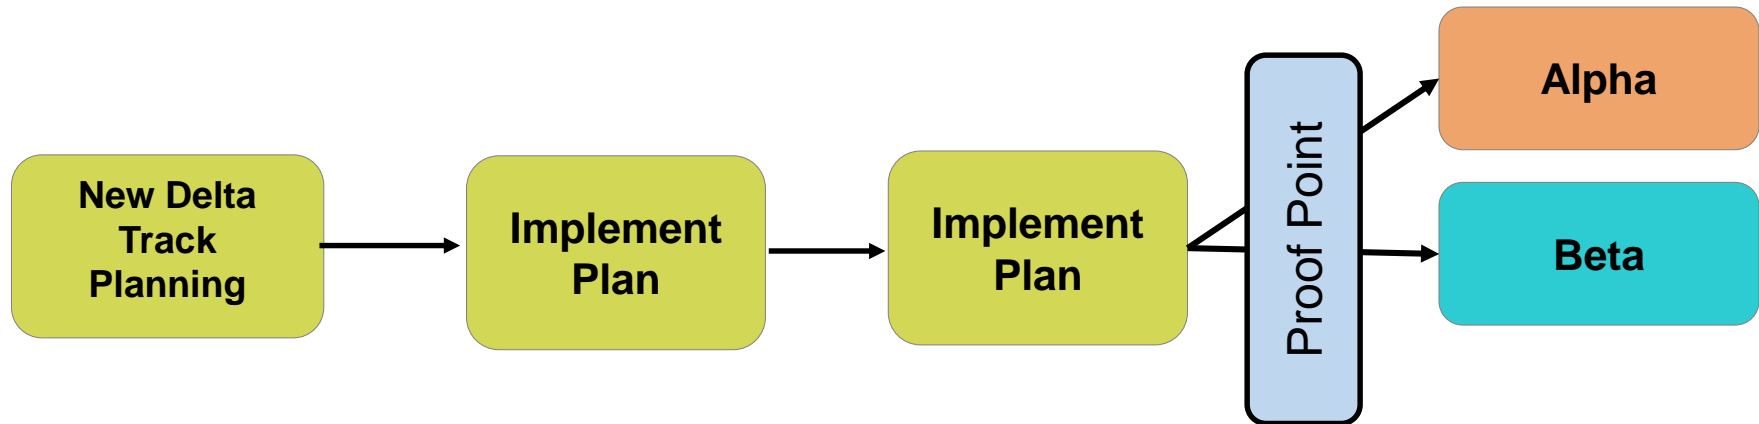 New Delta
Track
Planning
Implement
Plan
Implement
Plan
Proof Point
Alpha
Beta